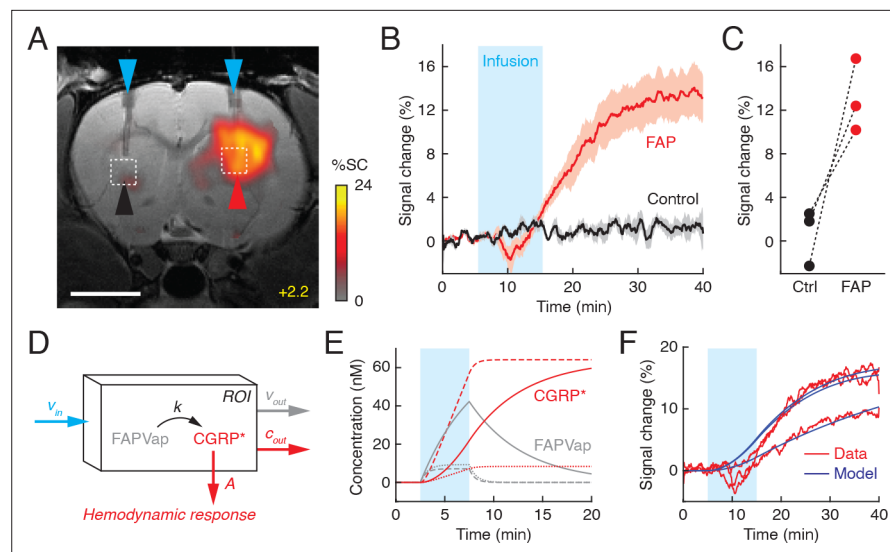 A
%SC
24
0
+2.2
B
Infusion
FAP
Control
Signal change (%)
16
12
8
4
0
0 10 20 30 40
Time (min)
C
Signal change (%)
16
12
8
4
0
Ctrl FAP
D
ROI
v_in
k
v_out
FAPVap
CGRP*
c_out
A
Hemodynamic response
E
Concentration (nM)
60
40
20
0
CGRP*
FAPVap
0 5 10 15 20
Time (min)
F
Signal change (%)
20
10
0
Data
Model
0 10 20 30 40
Time (min)